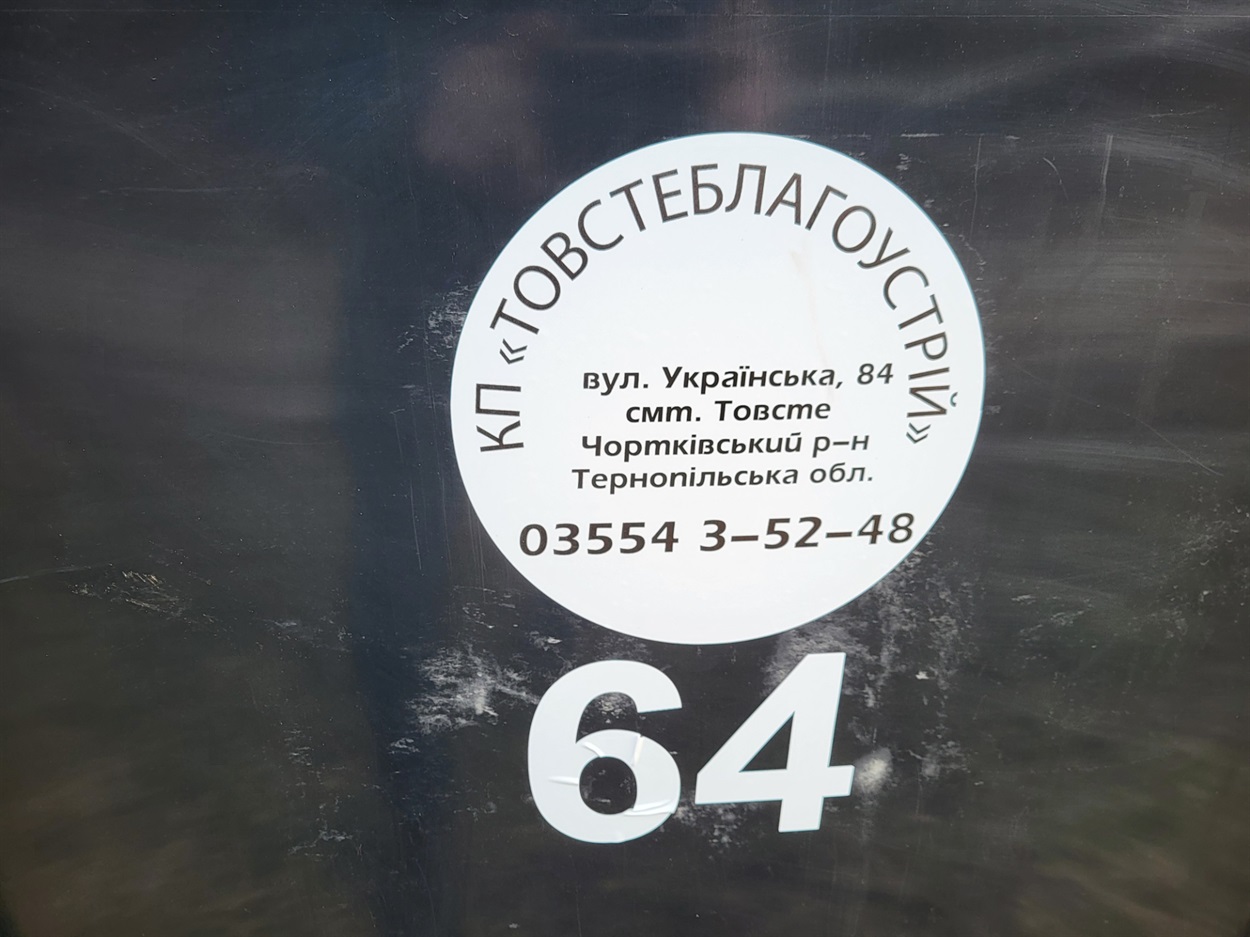 КП «ТОВСТЕБЛАГОУСТРІЙ»
вул. Українська, 84
смт. Товсте
Чортківський р–н
Тернопільська обл.
03554 3–52–48
64